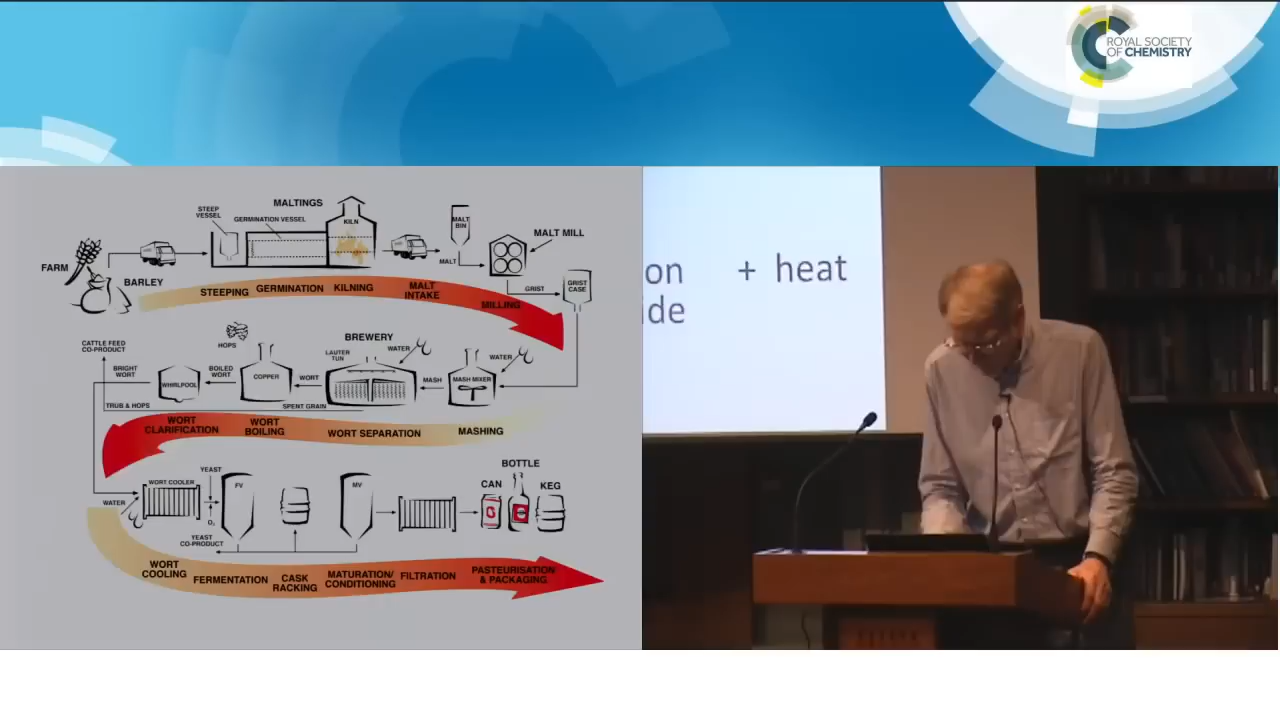 ROYAL SOCIETY
OF CHEMISTRY
MALTINGS
STEEP
VESSEL
GERMINATION VESSEL
KILN
MALT
BIN
MALT MILL
MALT
FARM
BARLEY
GRIST
GRIST
CASE
STEEPING
GERMINATION
KILNING
MALT
INTAKE
MILLING
HOPS
BREWERY
CATTLE FEED
CO-PRODUCT
LAUTER
TUN
WATER
WATER
BRIGHT
WORT
WHIRLPOOL
BOILED
WORT
COPPER
WORT
MASH
MASH MIXER
TRUB & HOPS
SPENT GRAIN
WORT
CLARIFICATION
WORT
BOILING
WORT SEPARATION
MASHING
YEAST
WORT COOLER
FV
MV
BOTTLE
CAN
KEG
WATER
O₂
YEAST
CO-PRODUCT
WORT
COOLING
FERMENTATION
CASK
RACKING
MATURATION/
CONDITIONING
FILTRATION
PASTEURISATION
& PACKAGING
on + heat
ide